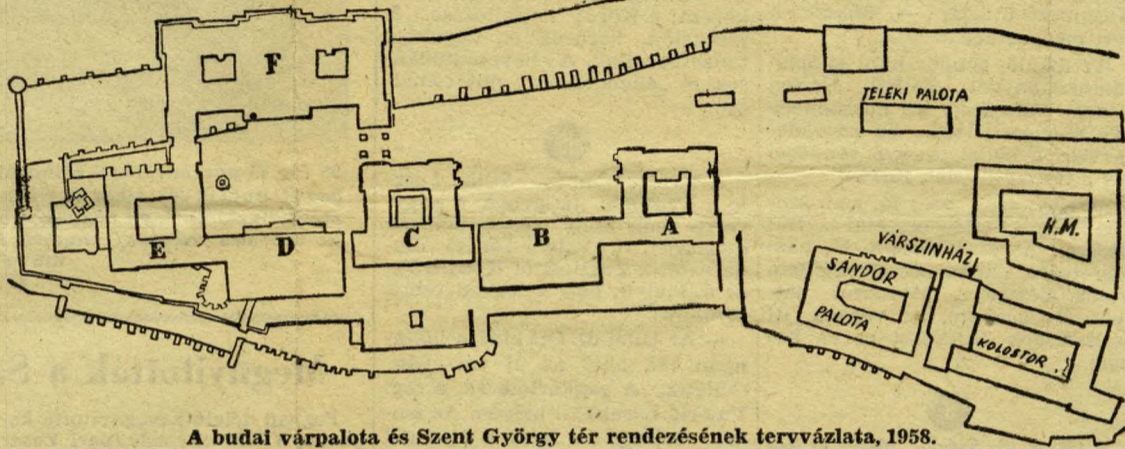 F
TELEKI PALOTA
E
D
C
B
A
H.M.
VÁRSZINHÁZ
SÁNDOR
PALOTA
KOLOSTOR
A budai várpalota és Szent György tér rendezésének tervvázlata, 1958.